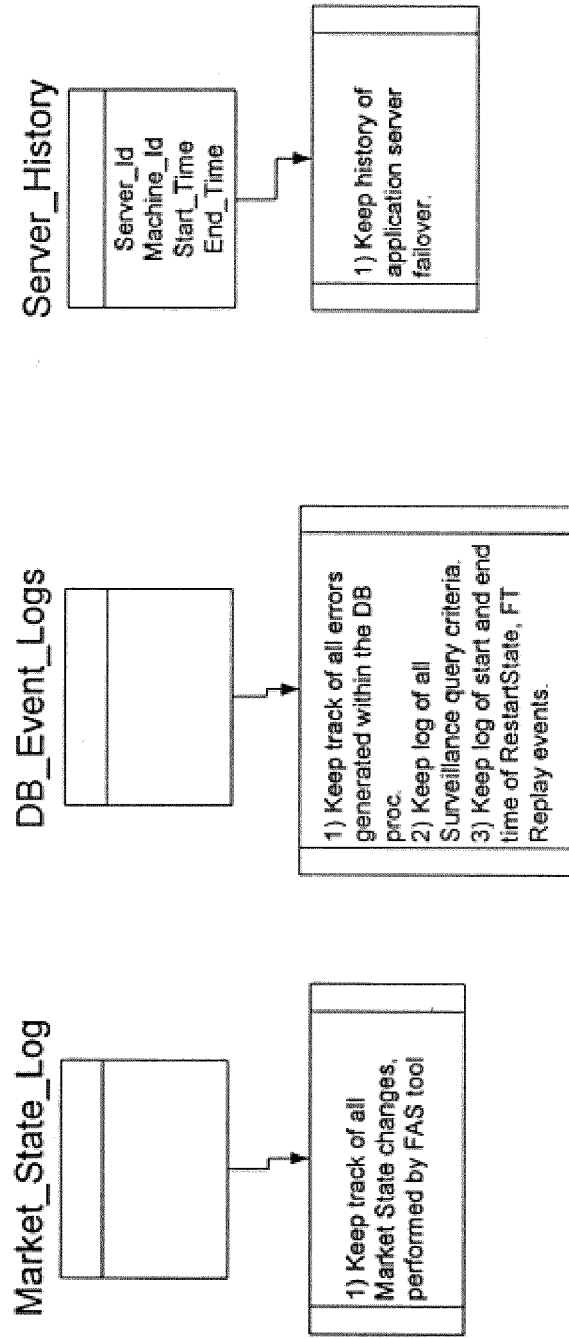 Market_State_Log
1) Keep track of all
Market State changes,
performed by FAS tool
DB_Event_Logs
1) Keep track of all errors
generated within the DB
proc.
2) Keep log of all
Surveillance query criteria.
3) Keep log of start and end
time of RestartState, FT
Replay events.
Server_History
Server_Id
Machine_Id
Start_Time
End_Time
1) Keep history of
application server
failover.